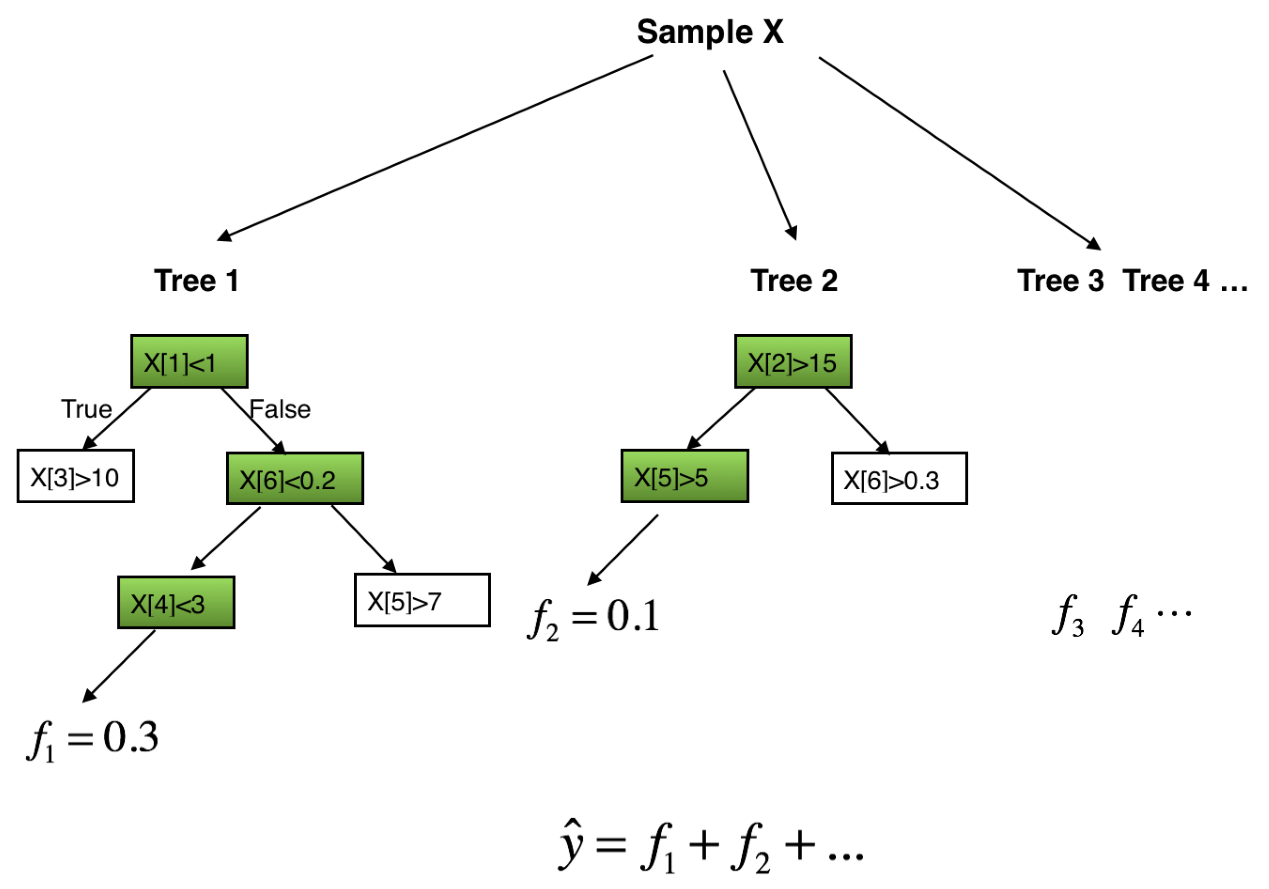 Sample X
Tree 1
Tree 2
Tree 3 Tree 4 ...
X[1]<1
X[2]>15
True
False
X[3]>10
X[6]<0.2
X[5]>5
X[6]>0.3
X[4]<3
X[5]>7
f₂ = 0.1
f₃ f₄ ⋯
f₁ = 0.3
ŷ = f₁ + f₂ + ...